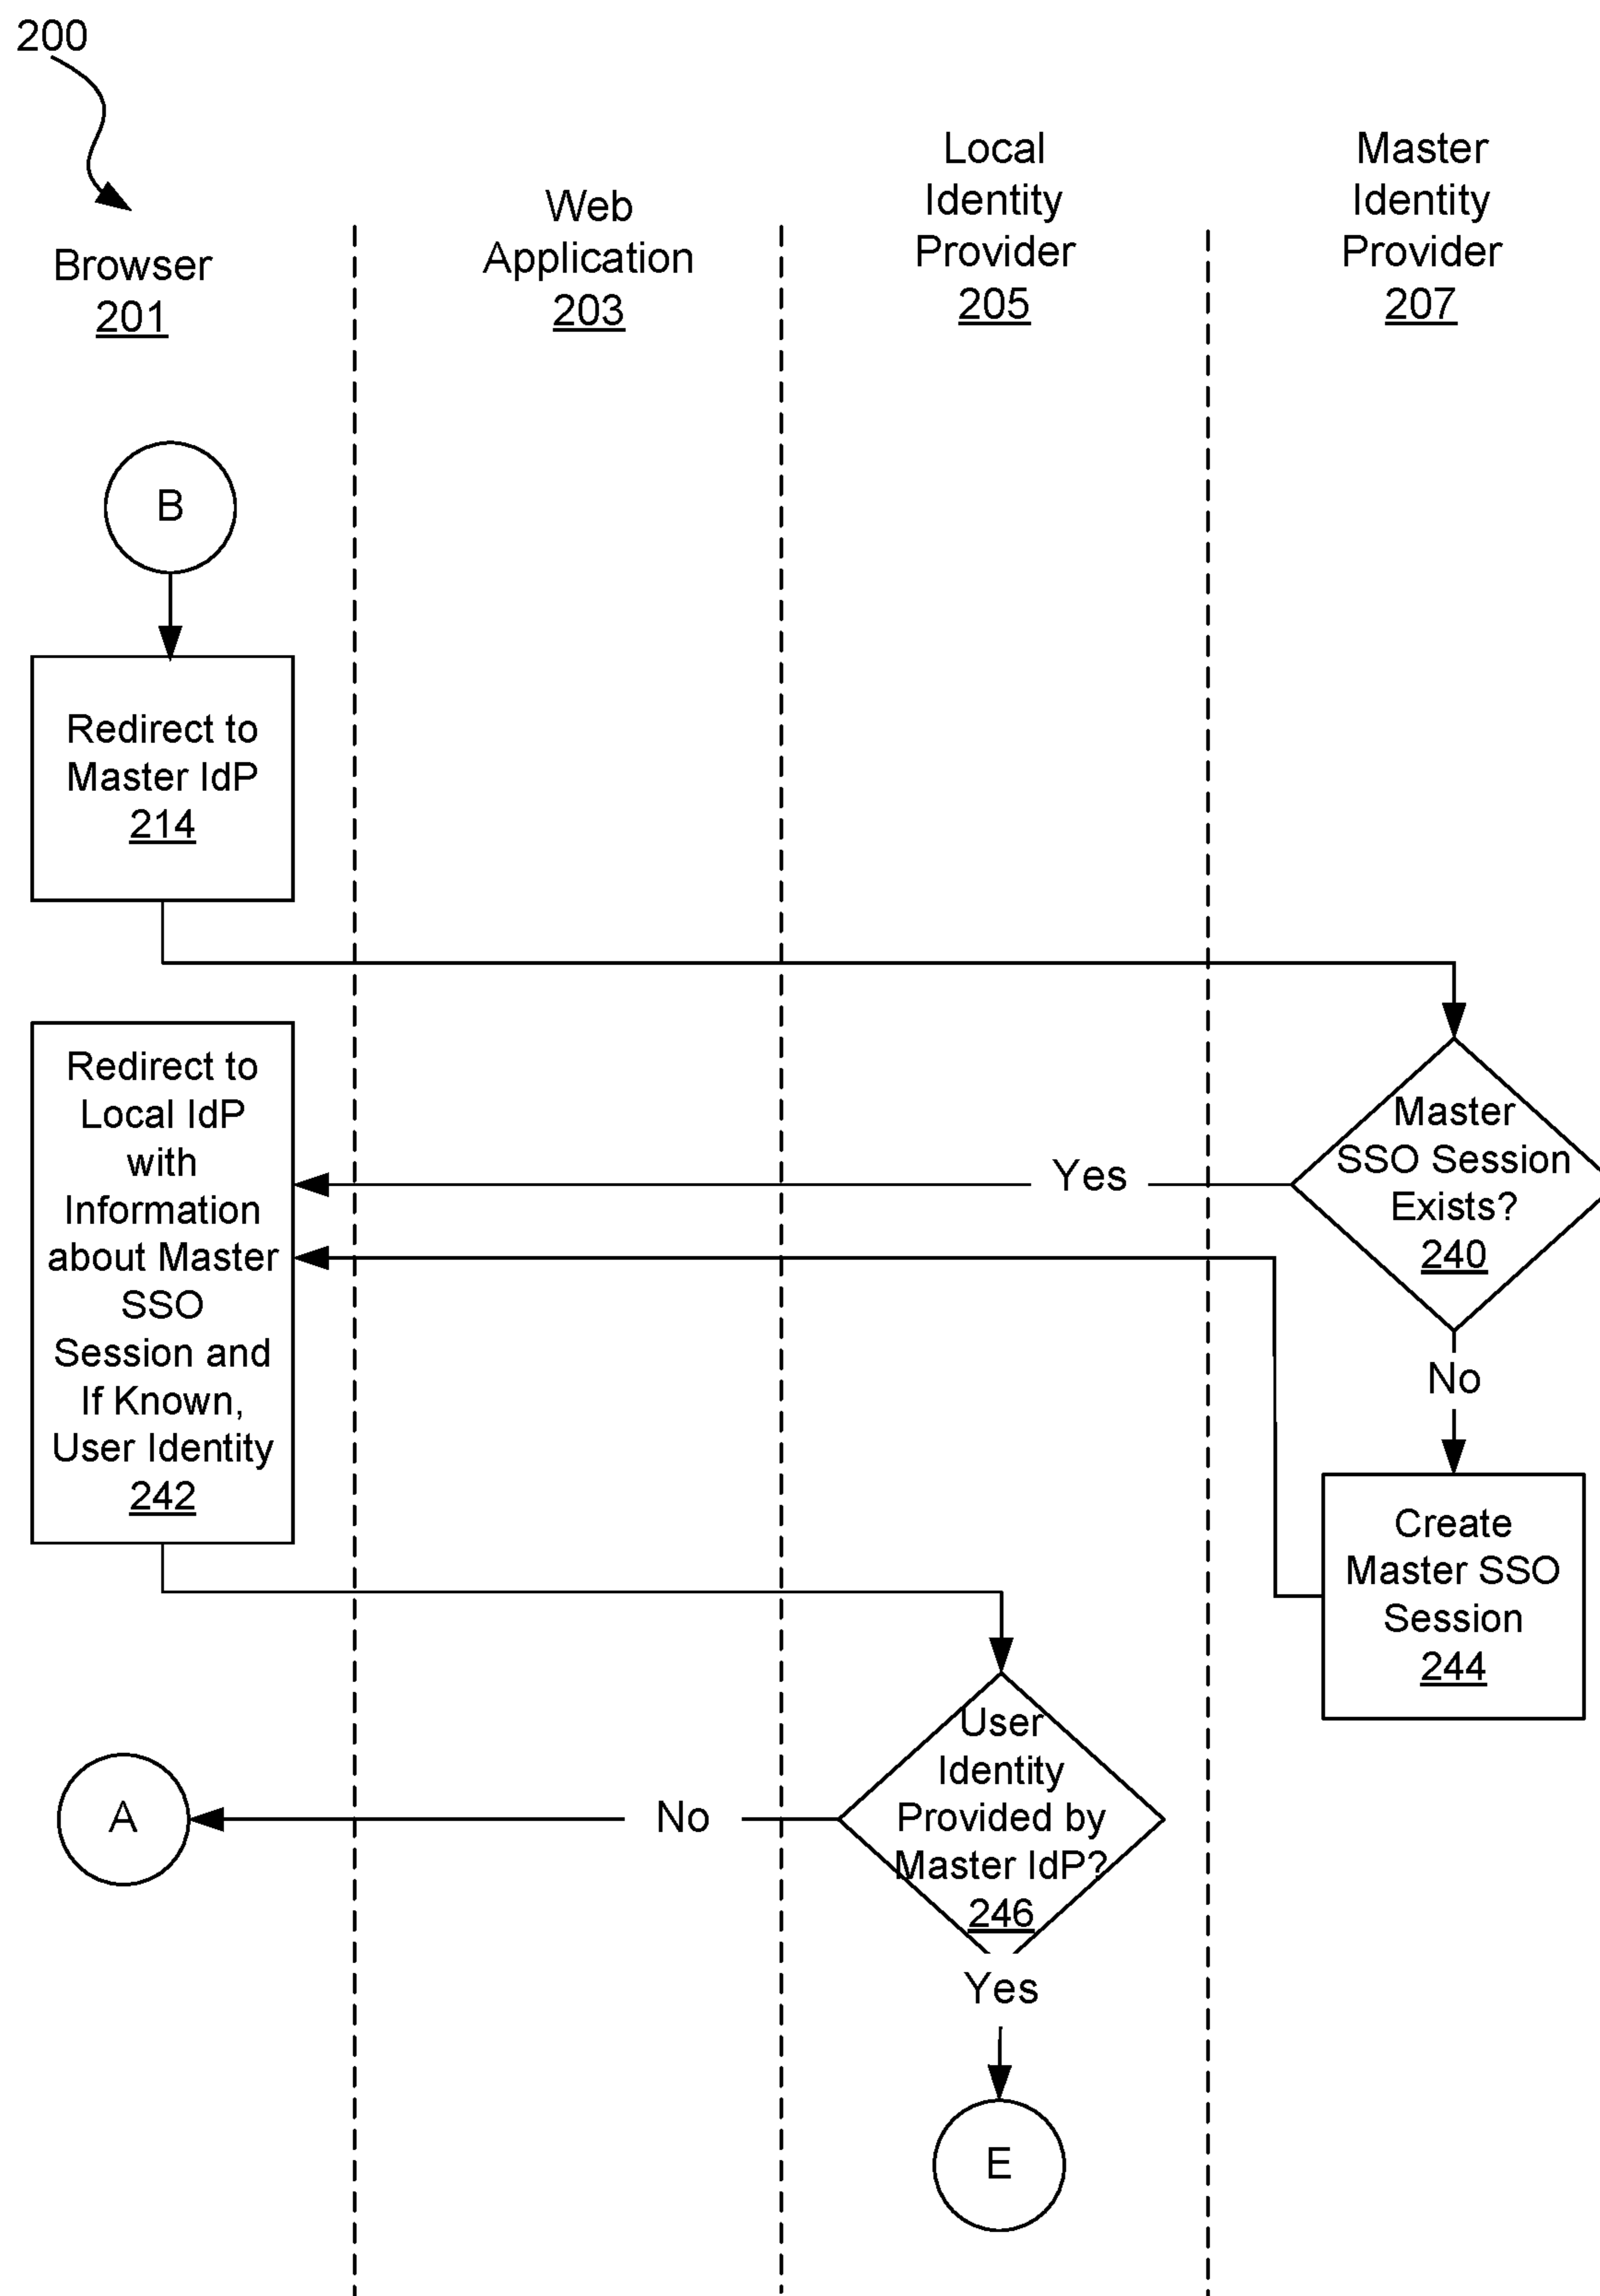 200
Browser
201
Web
Application
203
Local
Identity
Provider
205
Master
Identity
Provider
207
B
Redirect to
Master IdP
214
Master
SSO Session
Exists?
240
Yes
No
Redirect to
Local IdP
with
Information
about Master
SSO
Session and
If Known,
User Identity
242
Create
Master SSO
Session
244
User
Identity
Provided by
Master IdP?
246
No
A
Yes
E